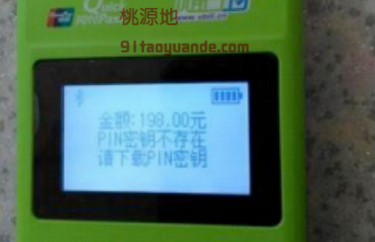 Quick
桃源地
91taoyuande.com
金额:198.00元
PIN密钥不存在
请下载PIN密钥